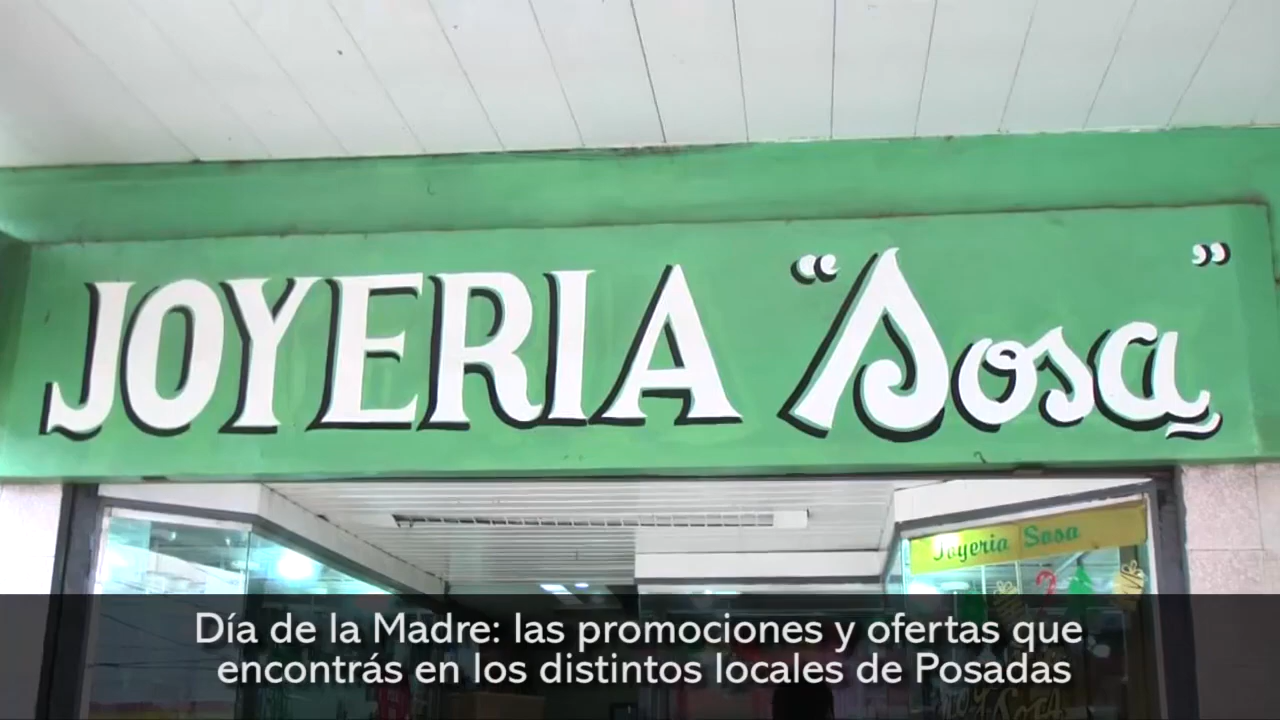 JOYERIA “Sosa”
Joyeria Sosa
Día de la Madre: las promociones y ofertas que
encontrás en los distintos locales de Posadas